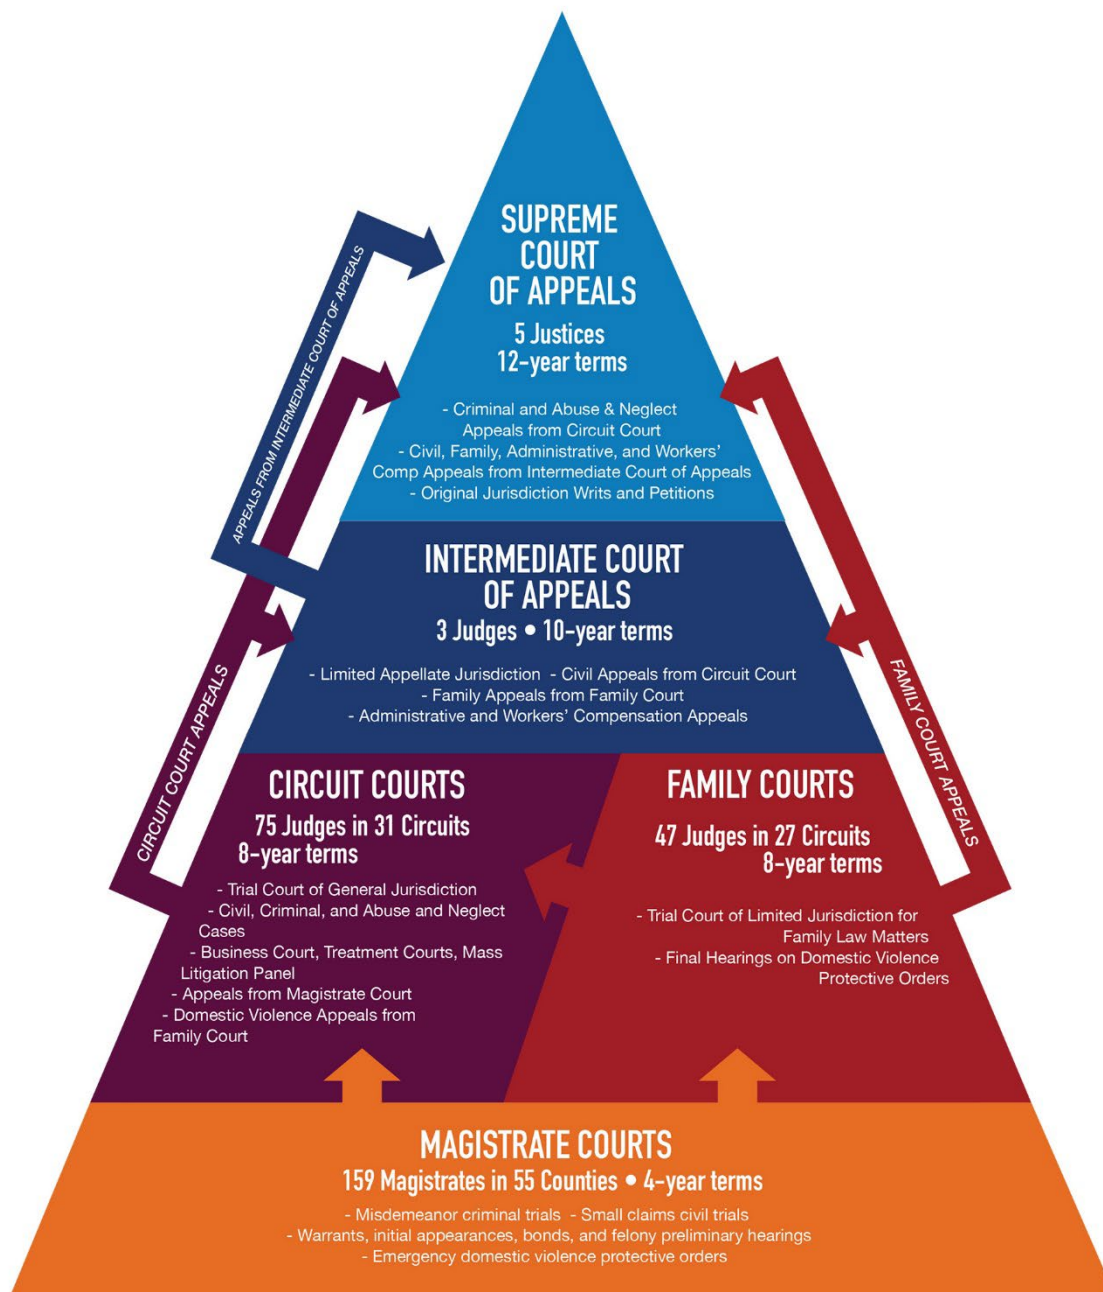 SUPREME
COURT
OF APPEALS
5 Justices
12-year terms
- Criminal and Abuse & Neglect
Appeals from Circuit Court
- Civil, Family, Administrative, and Workers'
Comp Appeals from Intermediate Court of Appeals
- Original Jurisdiction Writs and Petitions
APPEALS FROM INTERMEDIATE COURT OF APPEALS
INTERMEDIATE COURT
OF APPEALS
3 Judges • 10-year terms
- Limited Appellate Jurisdiction - Civil Appeals from Circuit Court
- Family Appeals from Family Court
- Administrative and Workers' Compensation Appeals
CIRCUIT COURT APPEALS
FAMILY COURT APPEALS
CIRCUIT COURTS
75 Judges in 31 Circuits
8-year terms
- Trial Court of General Jurisdiction
- Civil, Criminal, and Abuse and Neglect
Cases
- Business Court, Treatment Courts, Mass
Litigation Panel
- Appeals from Magistrate Court
- Domestic Violence Appeals from
Family Court
FAMILY COURTS
47 Judges in 27 Circuits
8-year terms
- Trial Court of Limited Jurisdiction for
Family Law Matters
- Final Hearings on Domestic Violence
Protective Orders
MAGISTRATE COURTS
159 Magistrates in 55 Counties • 4-year terms
- Misdemeanor criminal trials - Small claims civil trials
- Warrants, initial appearances, bonds, and felony preliminary hearings
- Emergency domestic violence protective orders